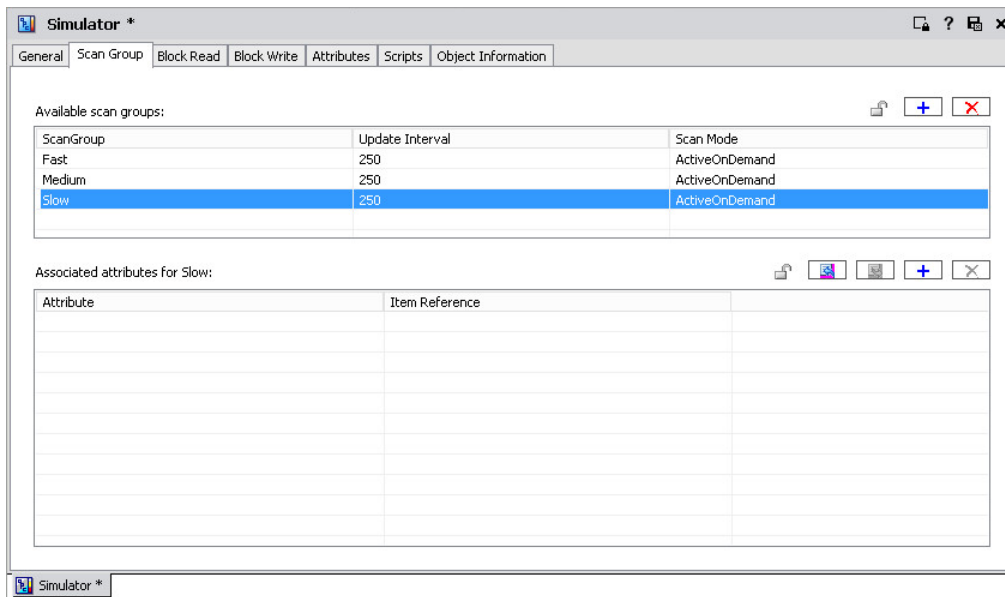 Simulator *
General Scan Group Block Read Block Write Attributes Scripts Object Information
Available scan groups:
ScanGroup Update Interval Scan Mode
Fast 250 ActiveOnDemand
Medium 250 ActiveOnDemand
Slow 250 ActiveOnDemand
Associated attributes for Slow:
Attribute Item Reference
Simulator *